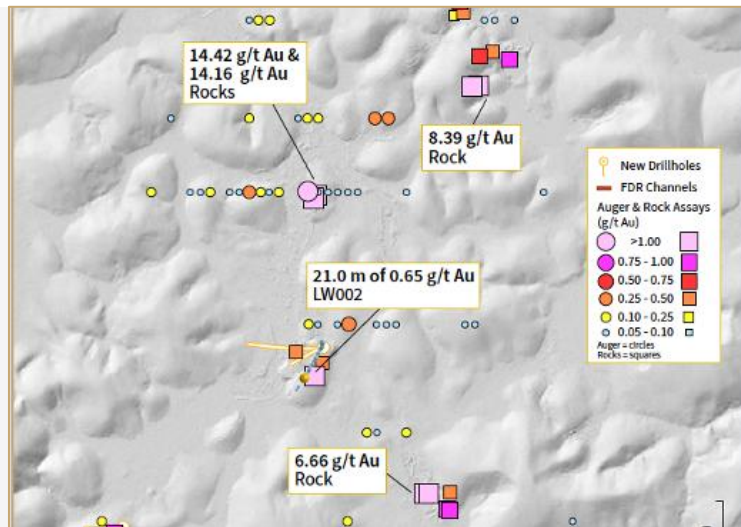 14.42 g/t Au &
14.16 g/t Au
Rocks
8.39 g/t Au
Rock
New Drillholes
FDR Channels
Auger & Rock Assays
(g/t Au)
>1.00
0.75 - 1.00
0.50 - 0.75
0.25 - 0.50
0.10 - 0.25
0.05 - 0.10
Auger = circles
Rocks = squares
21.0 m of 0.65 g/t Au
LW002
6.66 g/t Au
Rock